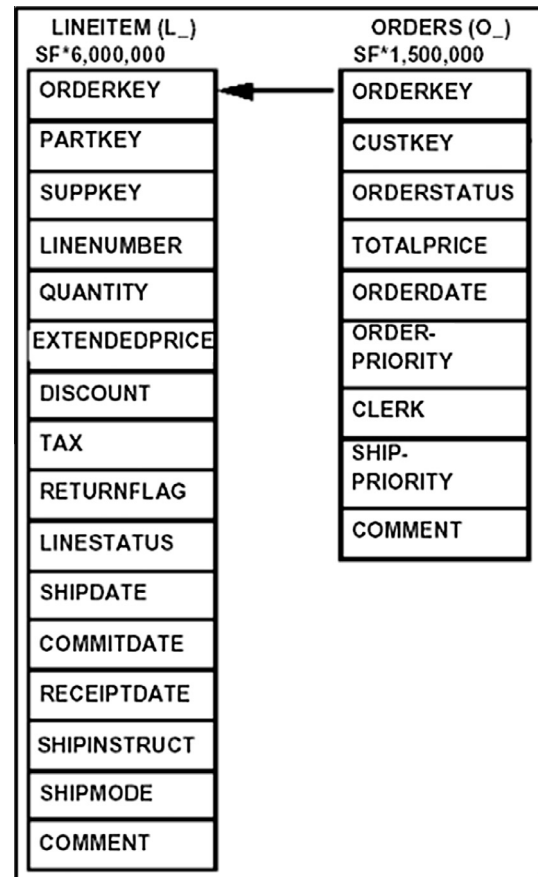 LINEITEM (L_)
SF*6,000,000
ORDERKEY
PARTKEY
SUPPKEY
LINENUMBER
QUANTITY
EXTENDEDPRICE
DISCOUNT
TAX
RETURNFLAG
LINESTATUS
SHIPDATE
COMMITDATE
RECEIPTDATE
SHIPINSTRUCT
SHIPMODE
COMMENT
ORDERS (O_)
SF*1,500,000
ORDERKEY
CUSTKEY
ORDERSTATUS
TOTALPRICE
ORDERDATE
ORDER-
PRIORITY
CLERK
SHIP-
PRIORITY
COMMENT